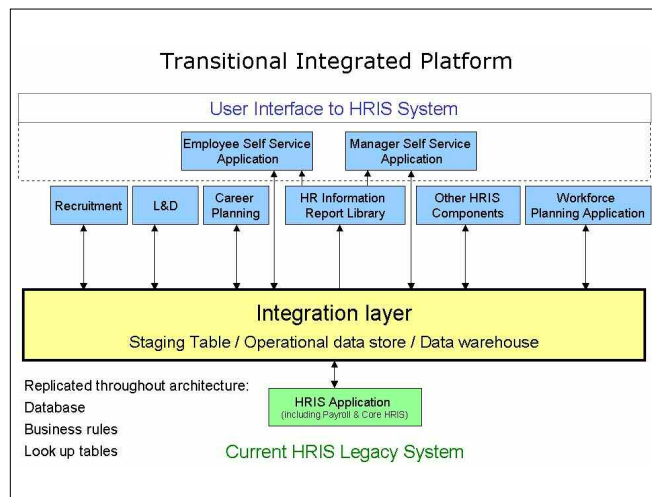 Transitional Integrated Platform
User Interface to HRIS System
Employee Self Service
Application
Manager Self Service
Application
Recruitment
L&D
Career
Planning
HR Information
Report Library
Other HRIS
Components
Workforce
Planning Application
Integration layer
Staging Table / Operational data store / Data warehouse
Replicated throughout architecture:
Database
Business rules
Look up tables
HRIS Application
(including Payroll & Core HRIS)
Current HRIS Legacy System